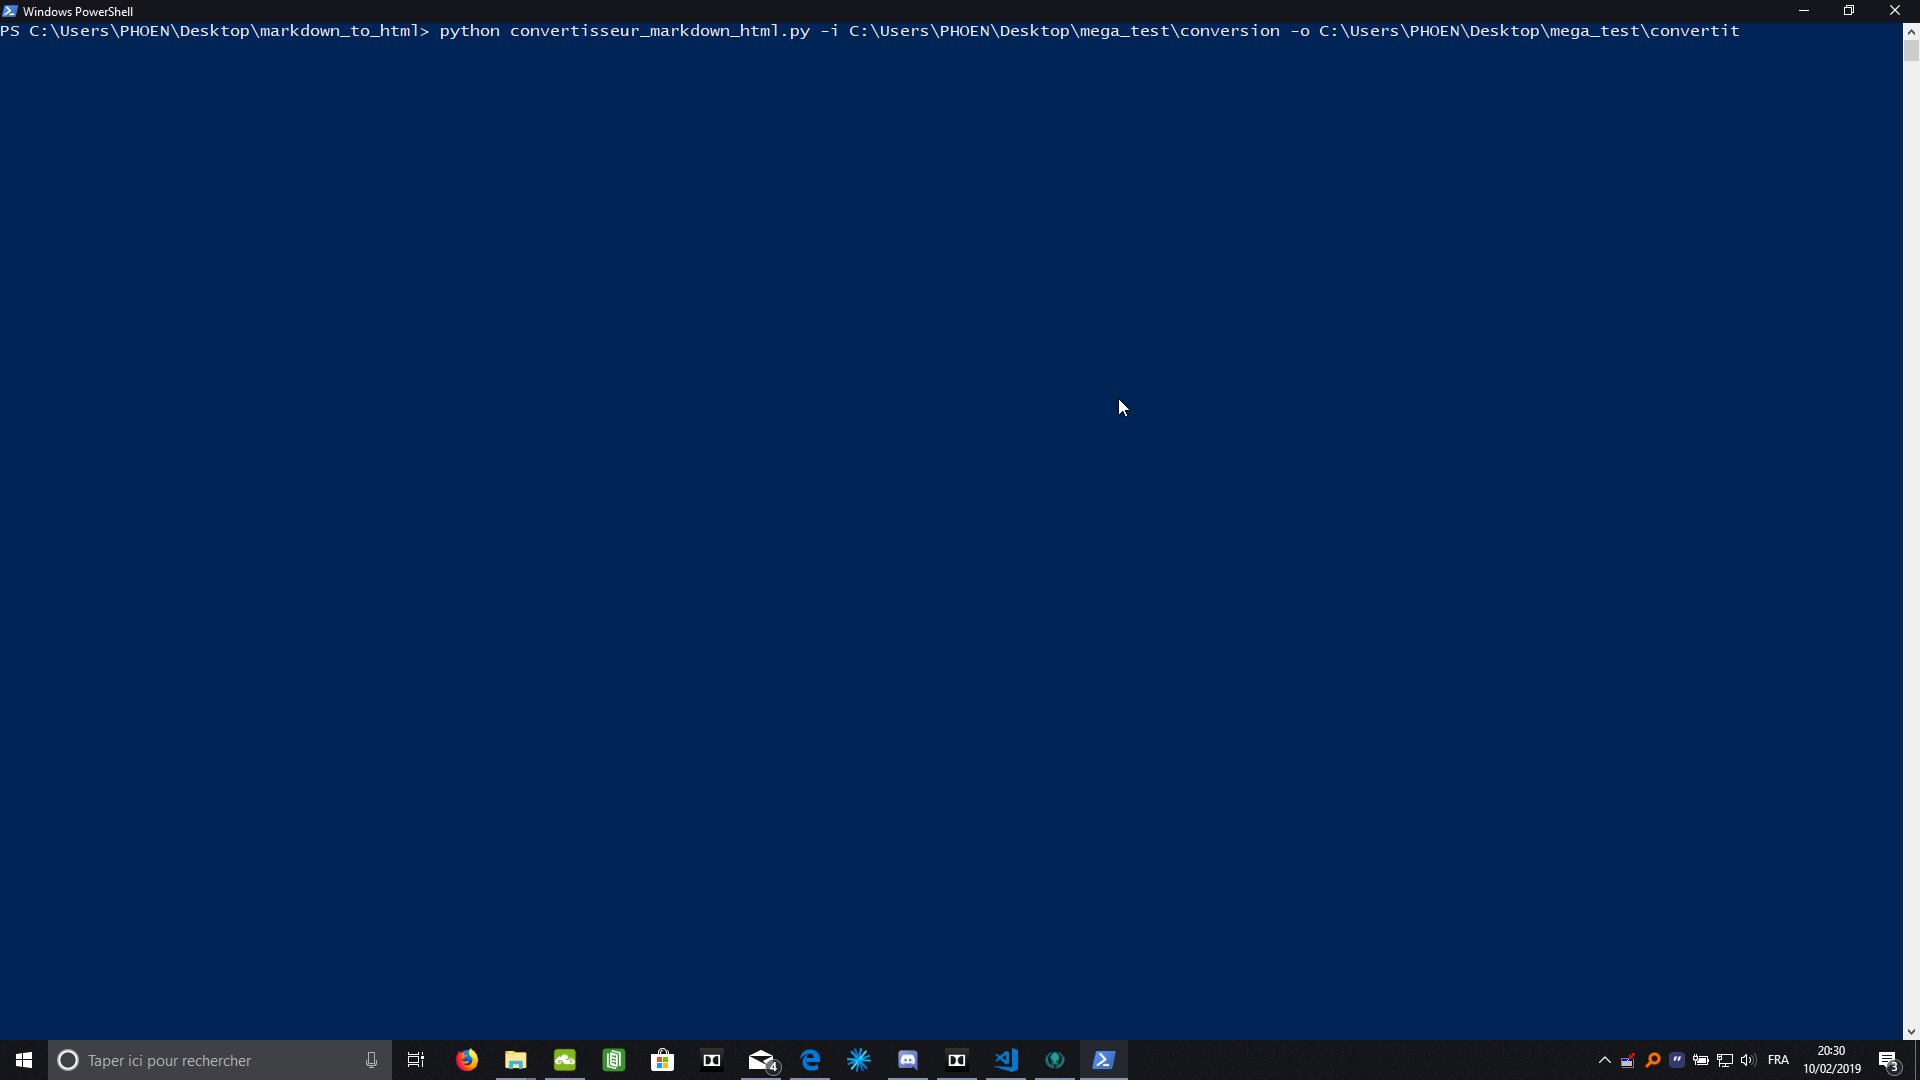 Windows PowerShell
PS C:\Users\PHOEN\Desktop\markdown_to_html> python convertisseur_markdown_html.py -i C:\Users\PHOEN\Desktop\mega_test\conversion -o C:\Users\PHOEN\Desktop\mega_test\convertit
Taper ici pour rechercher
4
FRA
20:30
10/02/2019
3